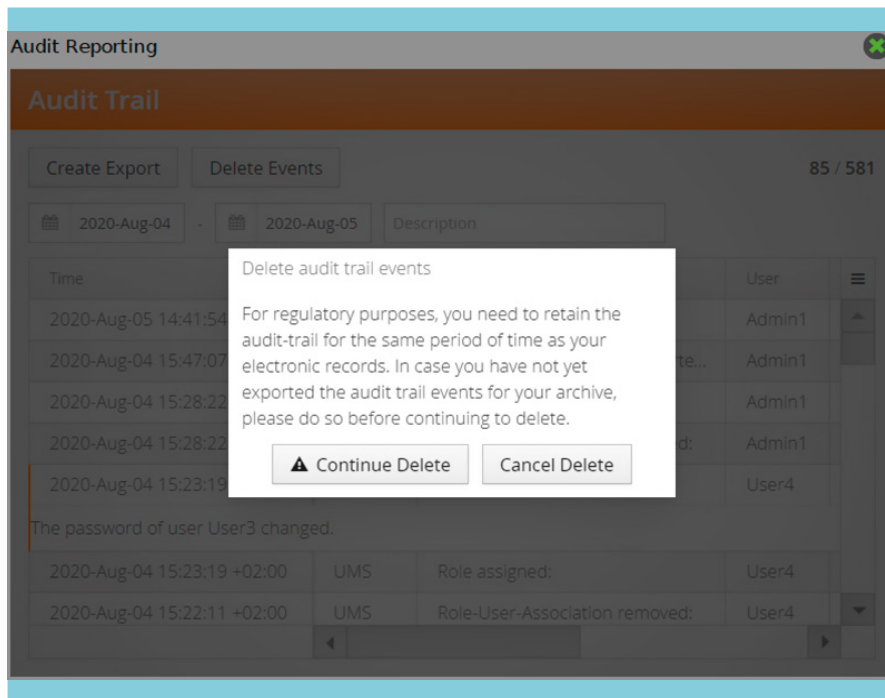 Audit Reporting
Audit Trail
Create Export Delete Events 85 / 581
2020-Aug-04 - 2020-Aug-05 Description
Time User
Delete audit trail events
For regulatory purposes, you need to retain the
audit-trail for the same period of time as your
electronic records. In case you have not yet
exported the audit trail events for your archive,
please do so before continuing to delete.
Continue Delete Cancel Delete
2020-Aug-05 14:41:54 Admin1
2020-Aug-04 15:47:07 rte... Admin1
2020-Aug-04 15:28:22 Admin1
2020-Aug-04 15:28:22 d: Admin1
2020-Aug-04 15:23:19 User4
The password of user User3 changed.
2020-Aug-04 15:23:19 +02:00 UMS Role assigned: User4
2020-Aug-04 15:22:11 +02:00 UMS Role-User-Association removed: User4